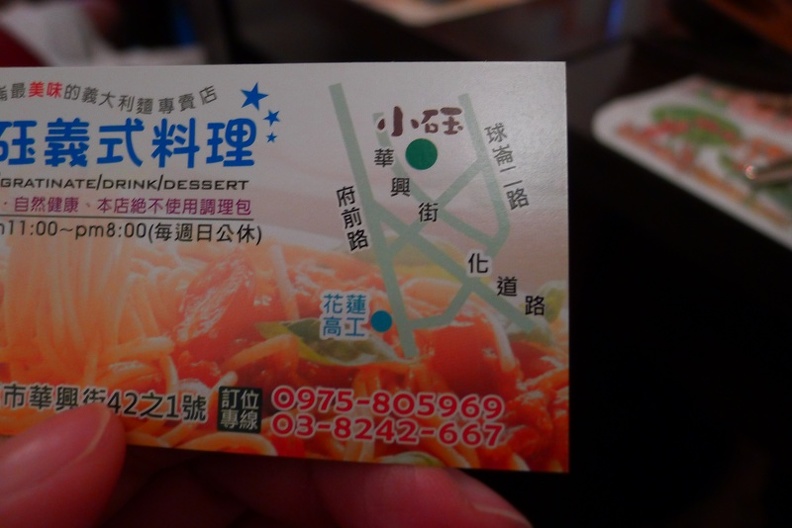 最美味的義大利麵專賣店
砡義式料理
GRATINATE/DRINK/DESSERT
自然健康、本店絕不使用調理包
11:00~pm8:00(每週日公休)
市華興街42之1號
訂位
專線
0975-805969
03-8242-667
小砡
華興街
球崙二路
府前路
化道路
花蓮
高工